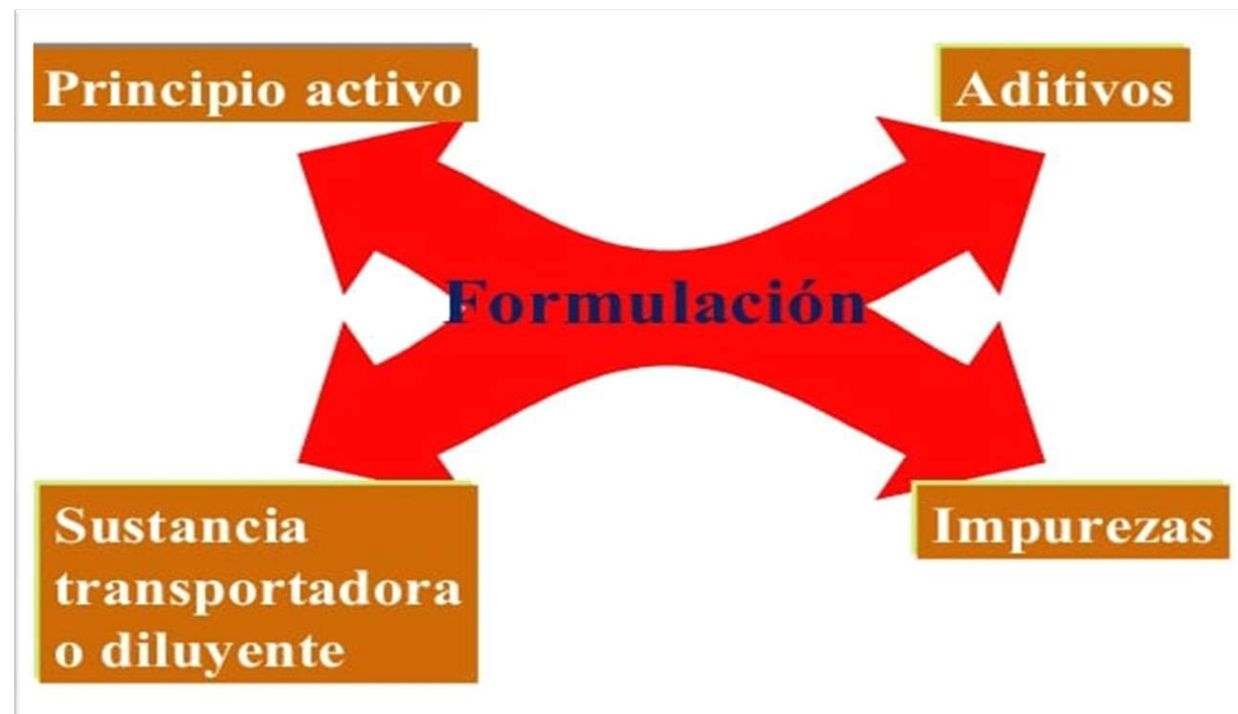 Principio activo
Aditivos
Formulación
Sustancia
transportadora
o diluyente
Impurezas